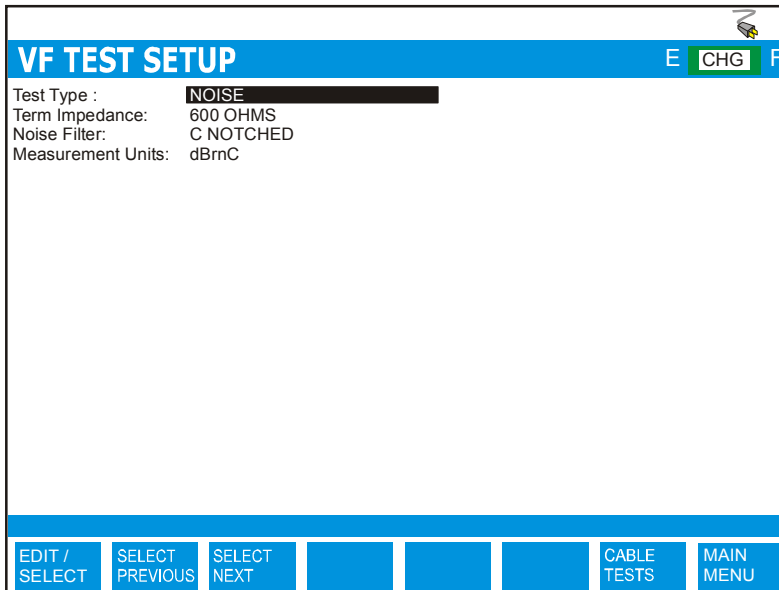 VF TEST SETUP
E CHG F
Test Type : NOISE
Term Impedance: 600 OHMS
Noise Filter: C NOTCHED
Measurement Units: dBrnC
EDIT /
SELECT
SELECT
PREVIOUS
SELECT
NEXT
CABLE
TESTS
MAIN
MENU